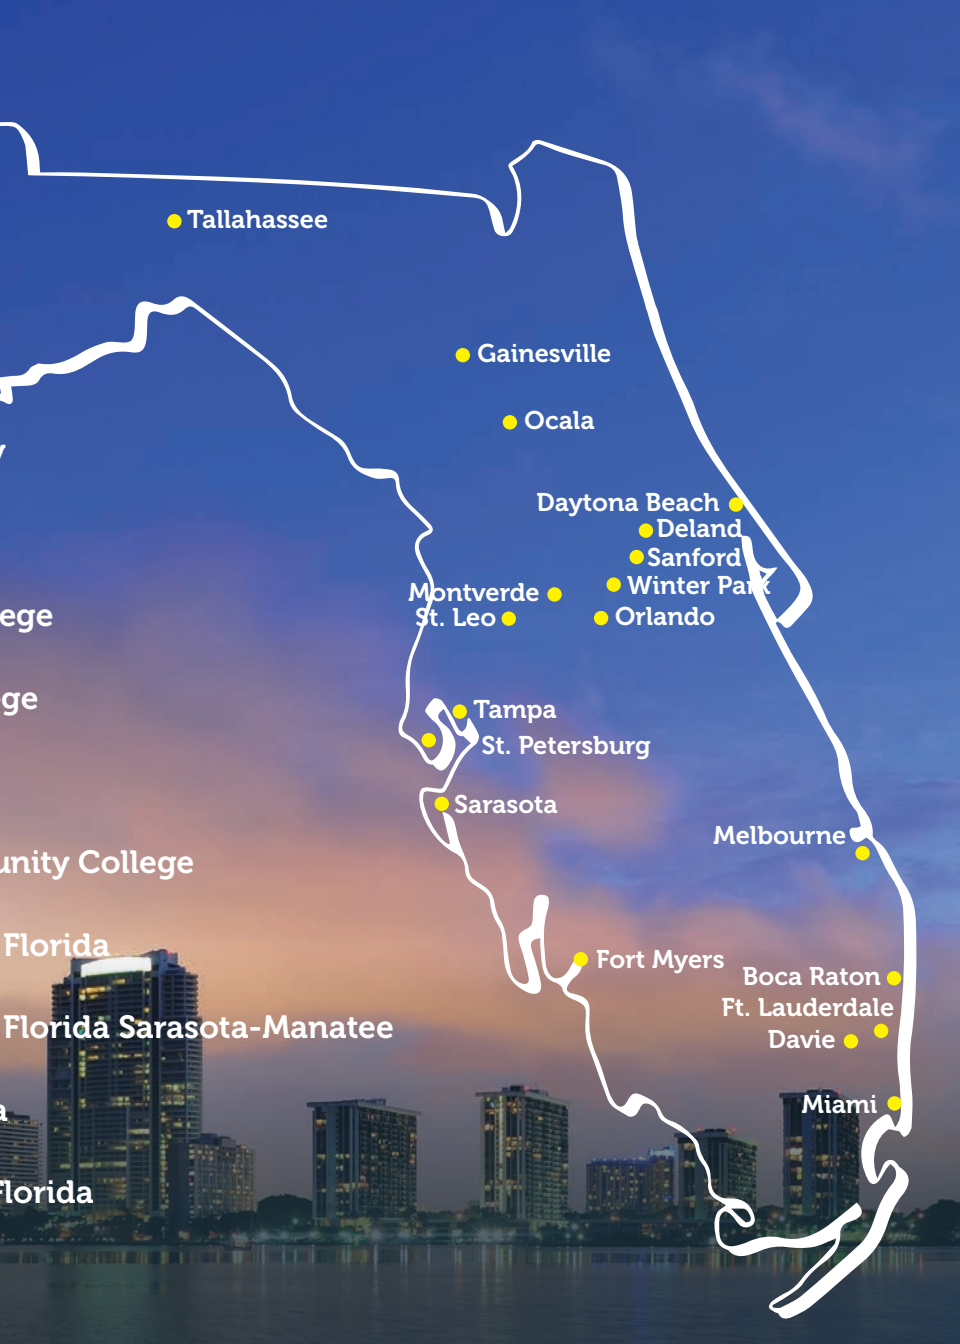 Tallahassee
Gainesville
Ocala
y
Daytona Beach
Deland
Sanford
Winter Park
Montverde
St. Leo
Orlando
ege
ge
Tampa
St. Petersburg
Sarasota
Melbourne
unity College
Florida
Fort Myers
Boca Raton
Ft. Lauderdale
Florida Sarasota-Manatee
Davie
a
Miami
Florida